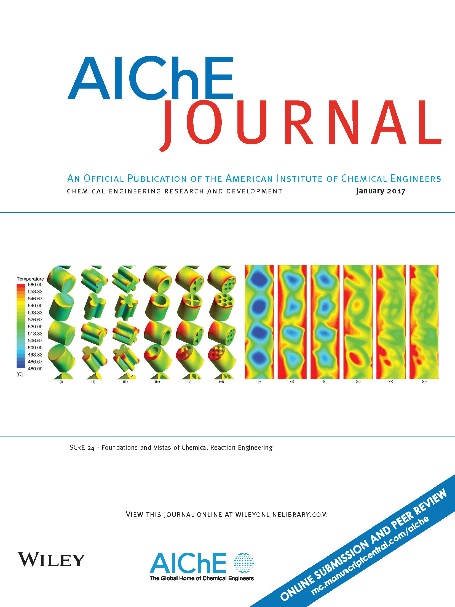 AIChE
JOURNAL
AN OFFICIAL PUBLICATION OF THE AMERICAN INSTITUTE OF CHEMICAL ENGINEERS
CHEMICAL ENGINEERING RESEARCH AND DEVELOPMENT January 2017
Temperature
ISCRE 24 - Foundations and Vistas of Chemical Reaction Engineering
VIEW THIS JOURNAL ONLINE AT WILEYONLINELIBRARY.COM
ONLINE SUBMISSION AND PEER REVIEW
mc.manuscriptcentral.com/aiche
WILEY
AIChE
The Global Home of Chemical Engineers